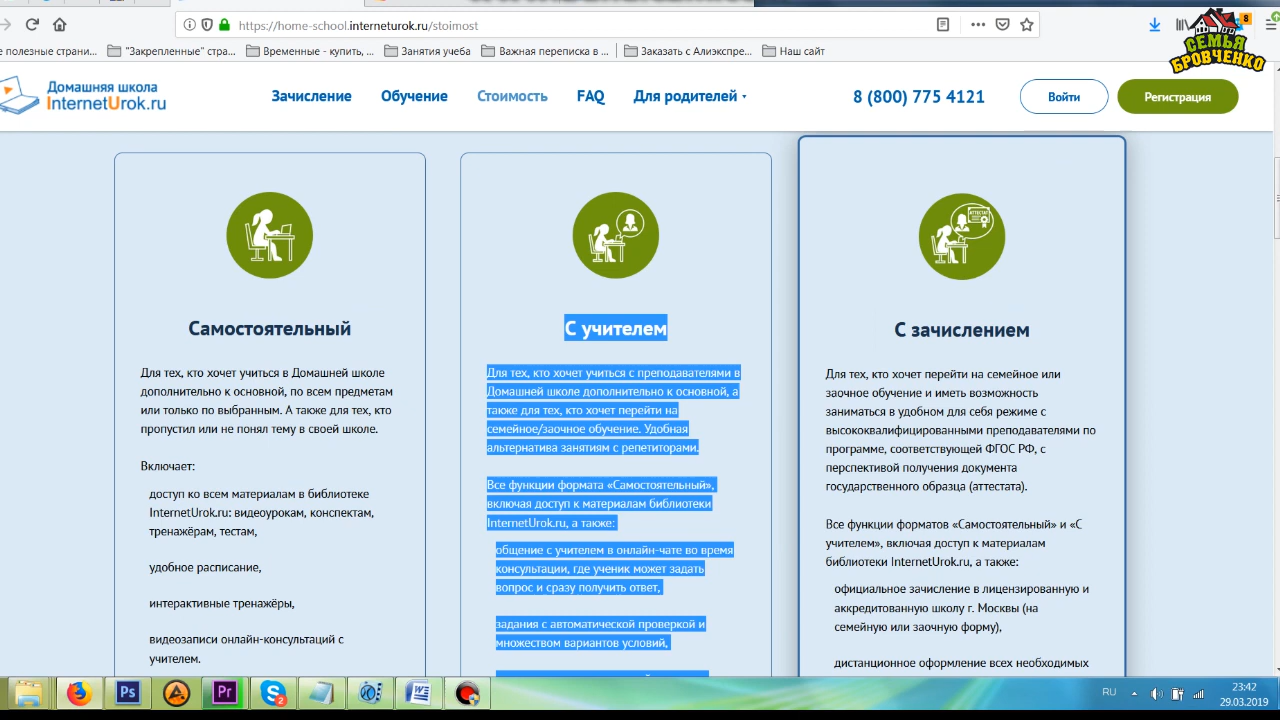 https://home-school.interneturok.ru/stoimost
8
СЕМЬЯ
БРОВЧЕНКО
е полезные страни...
"Закрепленные" стра...
Временные - купить, ...
Занятия учеба
Важная переписка в ...
Заказать с Алиэкспре...
Наш сайт
Домашняя школа
InternetUrok.ru
Зачисление
Обучение
Стоимость
FAQ
Для родителей
8 (800) 775 4121
Войти
Регистрация
Самостоятельный
Для тех, кто хочет учиться в Домашней школе
дополнительно к основной, по всем предметам
или только по выбранным. А также для тех, кто
пропустил или не понял тему в своей школе.
Включает:
доступ ко всем материалам в библиотеке
InternetUrok.ru: видеоурокам, конспектам,
тренажёрам, тестам,
удобное расписание,
интерактивные тренажёры,
видеозаписи онлайн-консультаций с
учителем.
С учителем
Для тех, кто хочет учиться с преподавателями в
Домашней школе дополнительно к основной, а
также для тех, кто хочет перейти на
семейное/заочное обучение. Удобная
альтернатива занятиям с репетиторами.
Все функции формата «Самостоятельный»,
включая доступ к материалам библиотеки
InternetUrok.ru, а также:
общение с учителем в онлайн-чате во время
консультации, где ученик может задать
вопрос и сразу получить ответ,
задания с автоматической проверкой и
множеством вариантов условий,
АТТЕСТАТ
С зачислением
Для тех, кто хочет перейти на семейное или
заочное обучение и иметь возможность
заниматься в удобном для себя режиме с
высококвалифицированными преподавателями по
программе, соответствующей ФГОС РФ, с
перспективой получения документа
государственного образца (аттестата).
Все функции форматов «Самостоятельный» и «С
учителем», включая доступ к материалам
библиотеки InternetUrok.ru, а также:
официальное зачисление в лицензированную и
аккредитованную школу г. Москвы (на
семейную или заочную форму),
дистанционное оформление всех необходимых
Ps
Pr
2
RU
23:42
29.03.2019